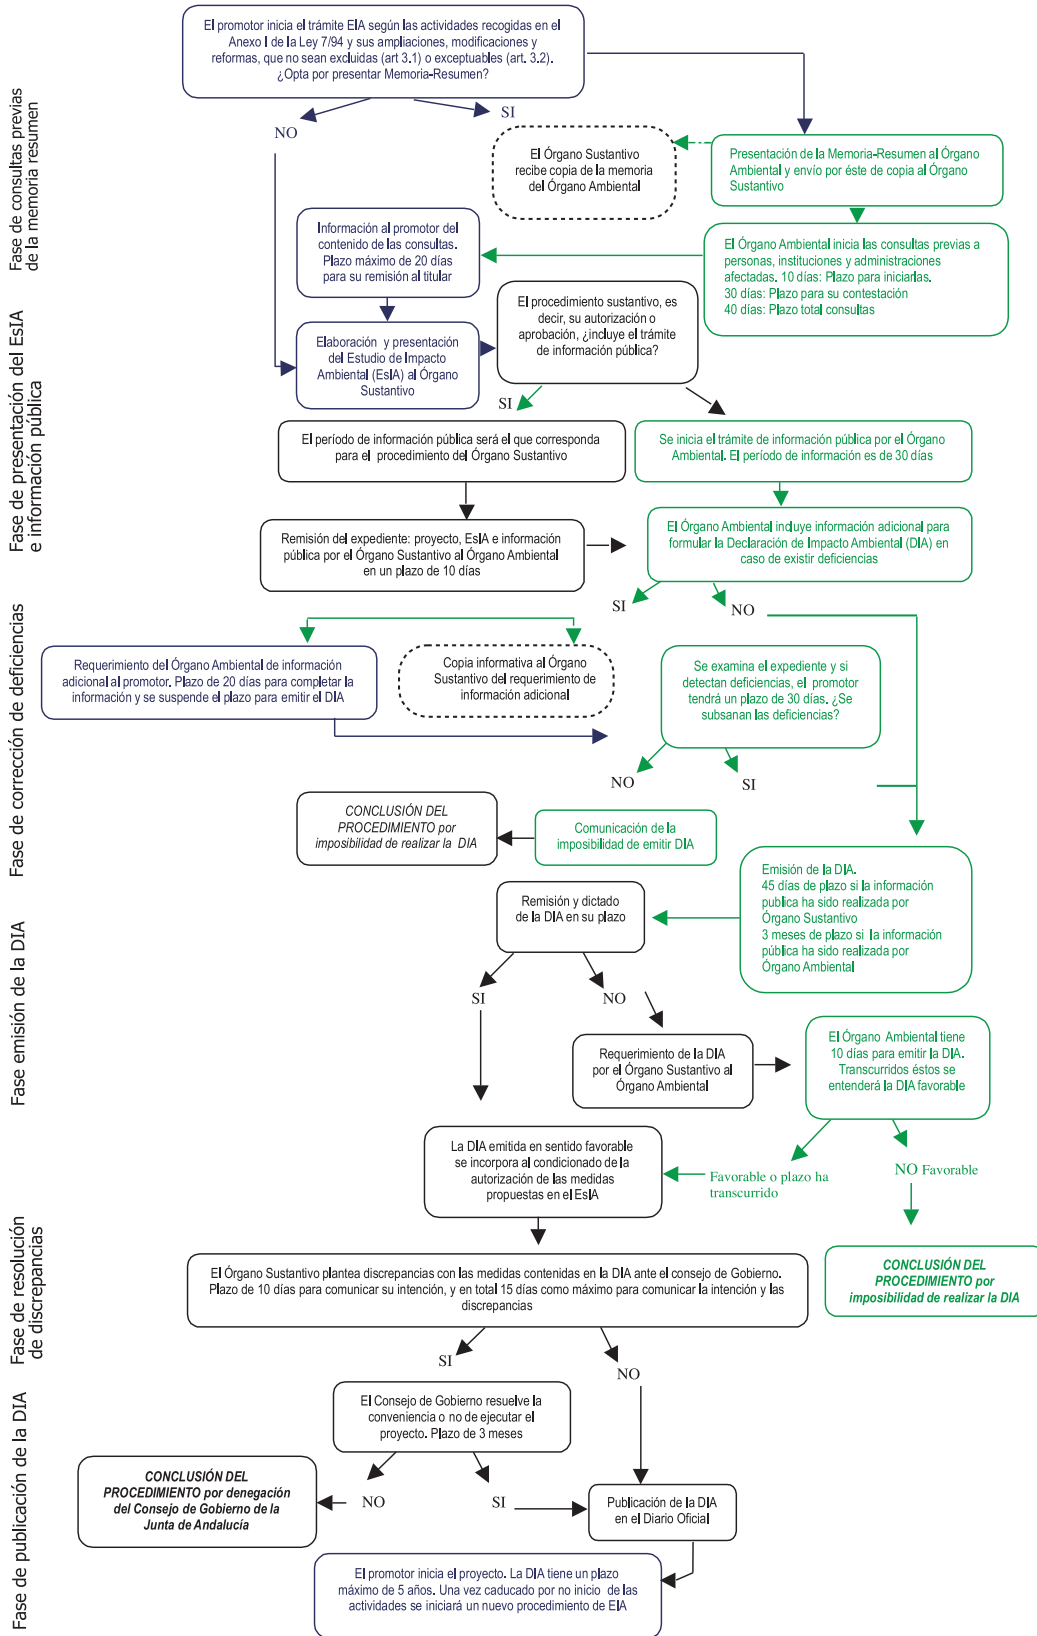 El promotor inicia el trámite EIA según las actividades recogidas en el
Anexo I de la Ley 7/94 y sus ampliaciones, modificaciones y
reformas, que no sean excluidas (art 3.1) o exceptuables (art. 3.2).
¿Opta por presentar Memoria-Resumen?
Fase de consultas previas
de la memoria resumen
NO
SI
El Órgano Sustantivo
recibe copia de la memoria
del Órgano Ambiental
Presentación de la Memoria-Resumen al Órgano
Ambiental y envío por éste de copia al Órgano
Sustantivo
Información al promotor del
contenido de las consultas.
Plazo máximo de 20 días
para su remisión al titular
El Órgano Ambiental inicia las consultas previas a
personas, instituciones y administraciones
afectadas. 10 días: Plazo para iniciarlas.
30 días: Plazo para su contestación
40 días: Plazo total consultas
Fase de presentación del EsIA
e información pública
Elaboración y presentación
del Estudio de Impacto
Ambiental (EsIA) al Órgano
Sustantivo
El procedimiento sustantivo, es
decir, su autorización o
aprobación, ¿incluye el trámite
de información pública?
SI
El período de información pública será el que corresponda
para el procedimiento del Órgano Sustantivo
Se inicia el trámite de información pública por el Órgano
Ambiental. El período de información es de 30 días
Remisión del expediente: proyecto, EsIA e información
pública por el Órgano Sustantivo al Órgano Ambiental
en un plazo de 10 días
El Órgano Ambiental incluye información adicional para
formular la Declaración de Impacto Ambiental (DIA) en
caso de existir deficiencias
Fase de corrección de deficiencias
SI
NO
Requerimiento del Órgano Ambiental de información
adicional al promotor. Plazo de 20 días para completar la
información y se suspende el plazo para emitir el DIA
Copia informativa al Órgano
Sustantivo del requerimiento de
información adicional
Se examina el expediente y si
detectan deficiencias, el promotor
tendrá un plazo de 30 días. ¿Se
subsanan las deficiencias?
NO
SI
CONCLUSIÓN DEL
PROCEDIMIENTO por
imposibilidad de realizar la DIA
Comunicación de la
imposibilidad de emitir DIA
Fase emisión de la DIA
Emisión de la DIA.
45 días de plazo si la información
publica ha sido realizada por
Órgano Sustantivo
3 meses de plazo si la información
pública ha sido realizada por
Órgano Ambiental
Remisión y dictado
de la DIA en su plazo
SI
NO
Requerimiento de la DIA
por el Órgano Sustantivo al
Órgano Ambiental
El Órgano Ambiental tiene
10 días para emitir la DIA.
Transcurridos éstos se
entenderá la DIA favorable
La DIA emitida en sentido favorable
se incorpora al condicionado de la
autorización de las medidas
propuestas en el EsIA
Favorable o plazo ha
transcurrido
NO Favorable
Fase de resolución
de discrepancias
El Órgano Sustantivo plantea discrepancias con las medidas contenidas en la DIA ante el consejo de Gobierno.
Plazo de 10 días para comunicar su intención, y en total 15 días como máximo para comunicar la intención y las
discrepancias
CONCLUSIÓN DEL
PROCEDIMIENTO por
imposibilidad de realizar la DIA
SI
NO
Fase de publicación de la DIA
El Consejo de Gobierno resuelve la
conveniencia o no de ejecutar el
proyecto. Plazo de 3 meses
CONCLUSIÓN DEL
PROCEDIMIENTO por denegación
del Consejo de Gobierno de la
Junta de Andalucía
NO
SI
Publicación de la DIA
en el Diario Oficial
El promotor inicia el proyecto. La DIA tiene un plazo
máximo de 5 años. Una vez caducado por no inicio de las
actividades se iniciará un nuevo procedimiento de EIA